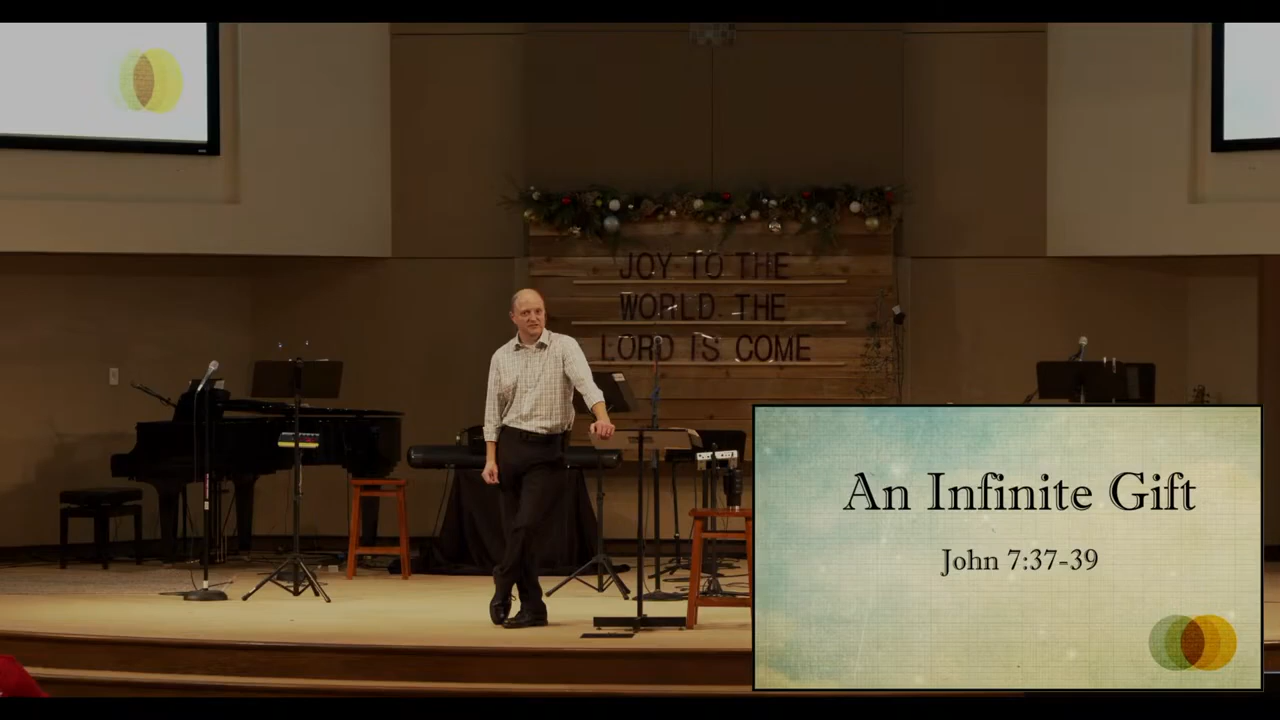 JOY TO THE
WORLD THE
LORD IS COME
An Infinite Gift
John 7:37-39